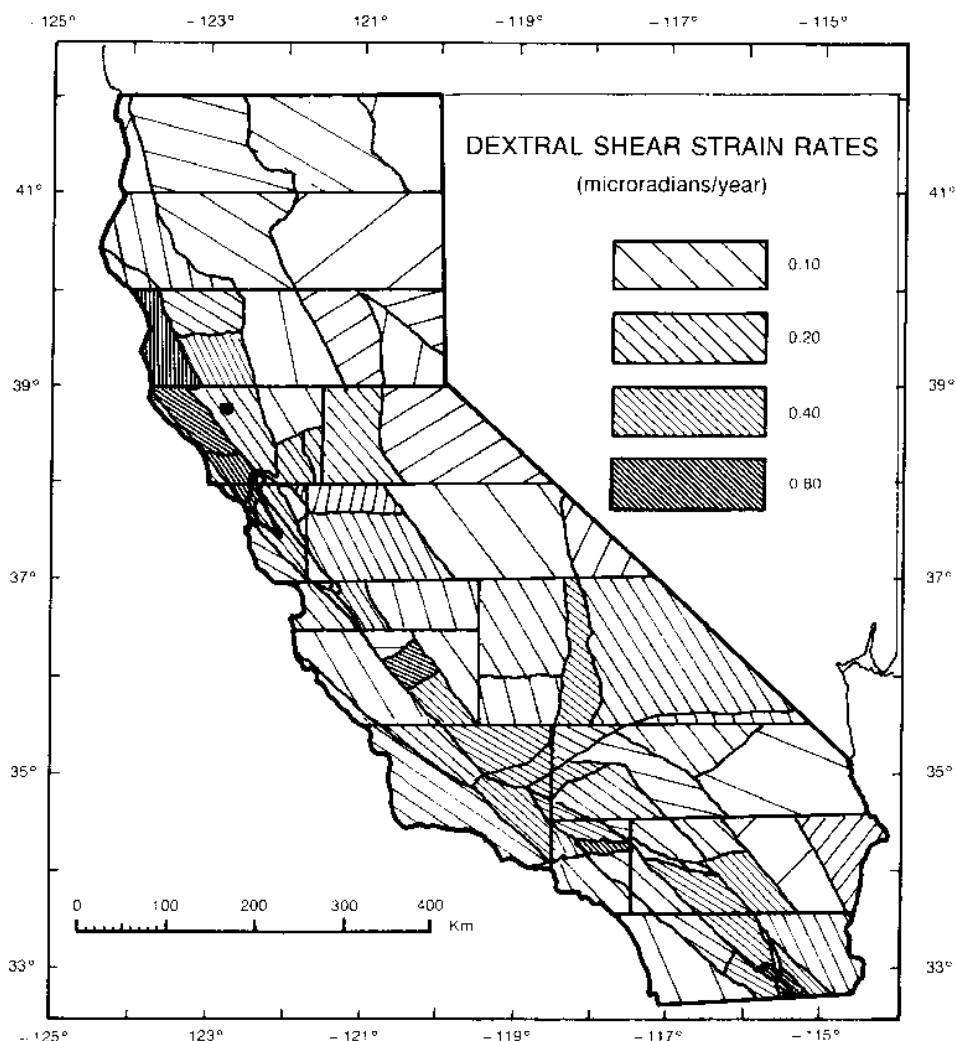 -125° -123° -121° -119° -117° -115°
DEXTRAL SHEAR STRAIN RATES
(microradians/year)
41° 41°
0.10
0.20
39° 39°
0.40
0.80
37° 37°
35° 35°
0 100 200 300 400
Km
33° 33°
-125° -123° -121° -119° -117° -115°